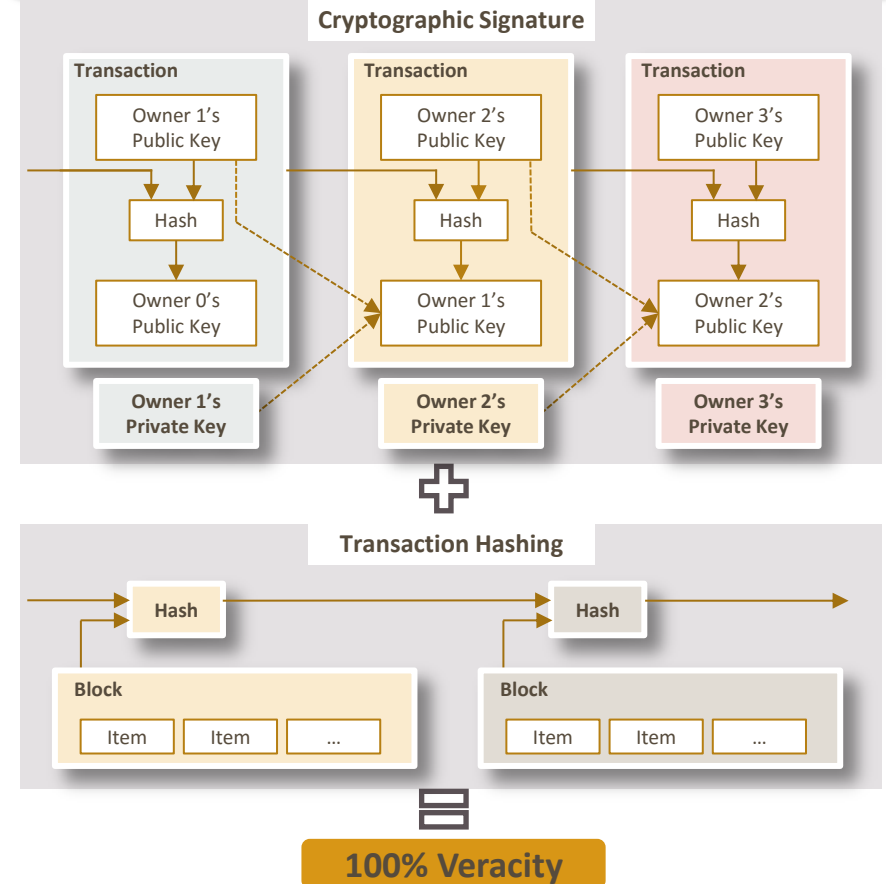 Cryptographic Signature
Transaction
Owner 1's
Public Key
Hash
Owner 0's
Public Key
Owner 1's
Private Key
Transaction
Owner 2's
Public Key
Hash
Owner 1's
Public Key
Owner 2's
Private Key
Transaction
Owner 3's
Public Key
Hash
Owner 2's
Public Key
Owner 3's
Private Key
Transaction Hashing
Hash
Block
Item
Item
...
Hash
Block
Item
Item
...
100% Veracity